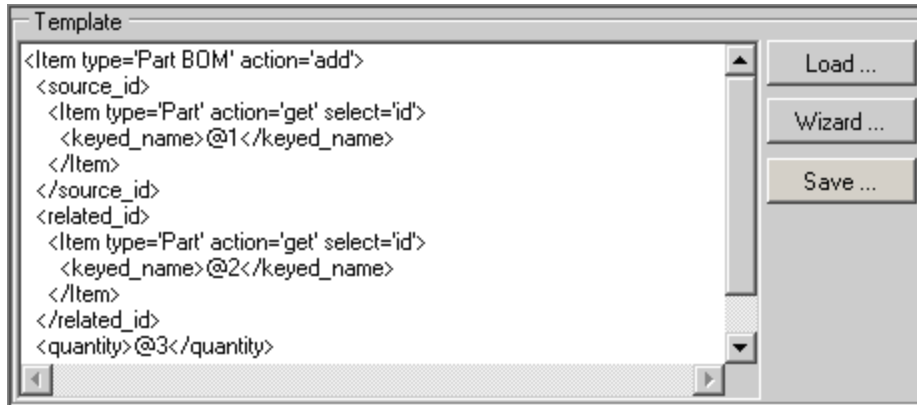 Template
<Item type='Part BOM' action='add'>
<source_id>
<Item type='Part' action='get' select='id'>
<keyed_name>@1</keyed_name>
</Item>
</source_id>
<related_id>
<Item type='Part' action='get' select='id'>
<keyed_name>@2</keyed_name>
</Item>
</related_id>
<quantity>@3</quantity>
Load ...
Wizard ...
Save ...